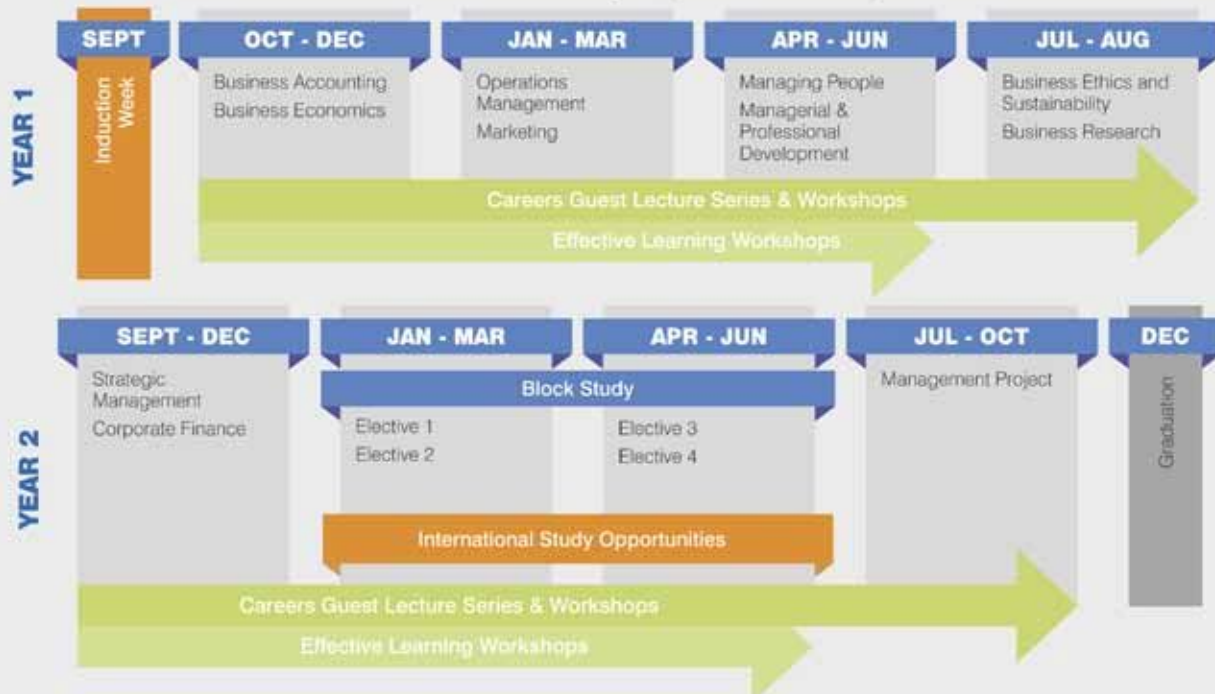 YEAR 1
SEPT
OCT - DEC
JAN - MAR
APR - JUN
JUL - AUG
Induction
Week
Business Accounting
Business Economics
Operations
Management
Marketing
Managing People
Managerial &
Professional
Development
Business Ethics and
Sustainability
Business Research
Careers Guest Lecture Series & Workshops
Effective Learning Workshops
YEAR 2
SEPT - DEC
JAN - MAR
APR - JUN
JUL - OCT
DEC
Strategic
Management
Corporate Finance
Block Study
Elective 1
Elective 2
Elective 3
Elective 4
Management Project
Graduation
International Study Opportunities
Careers Guest Lecture Series & Workshops
Effective Learning Workshops